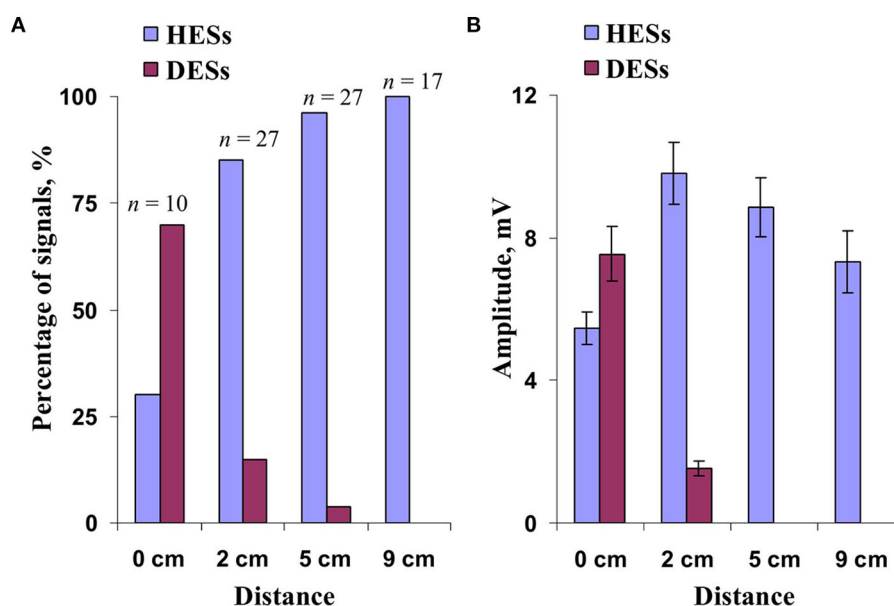 A
HESs
DESs
Percentage of signals, %
100
75
50
25
0
n = 10
n = 27
n = 27
n = 17
0 cm
2 cm
5 cm
9 cm
Distance
B
HESs
DESs
Amplitude, mV
12
8
4
0
0 cm
2 cm
5 cm
9 cm
Distance